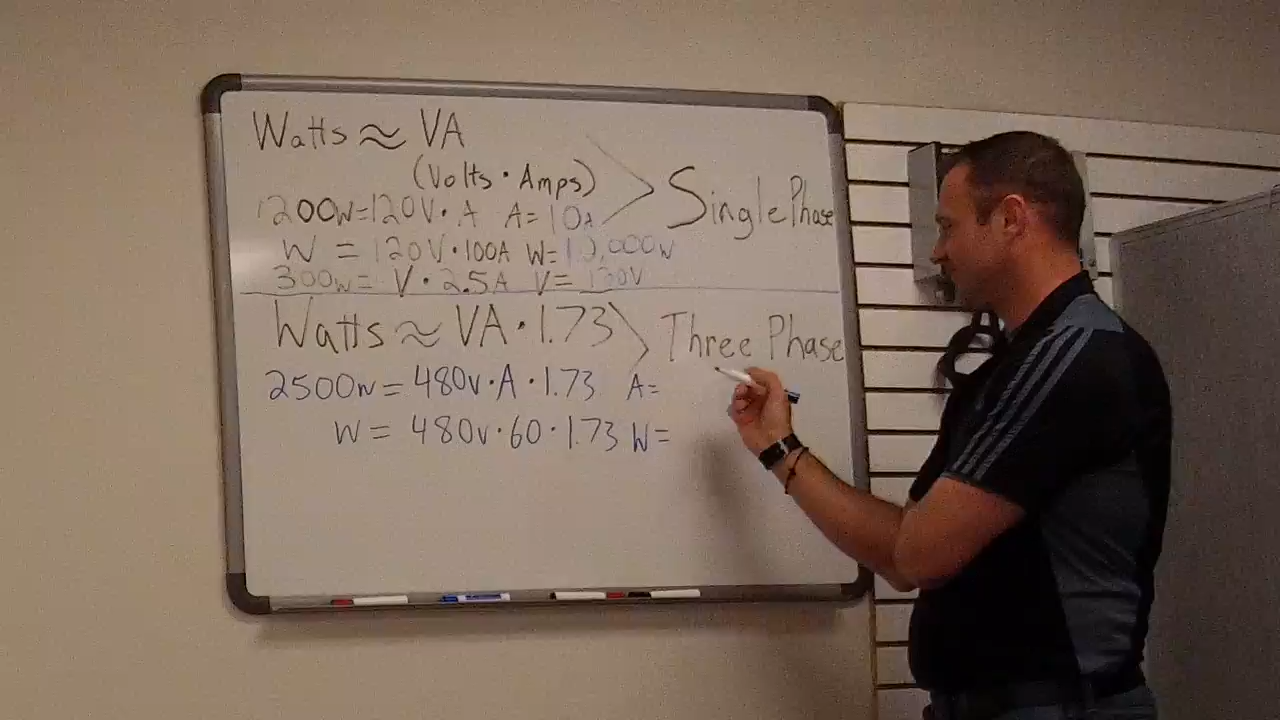 Watts ≈ VA
(Volts · Amps)
Single Phase
1200w=120V· A A= 10A
W = 120V·100A W=12,000w
300w= V · 2.5A V= 120V
Watts ≈ VA · 1.73
Three Phase
2500w = 480v · A · 1.73 A=
W = 480v · 60 · 1.73 W=